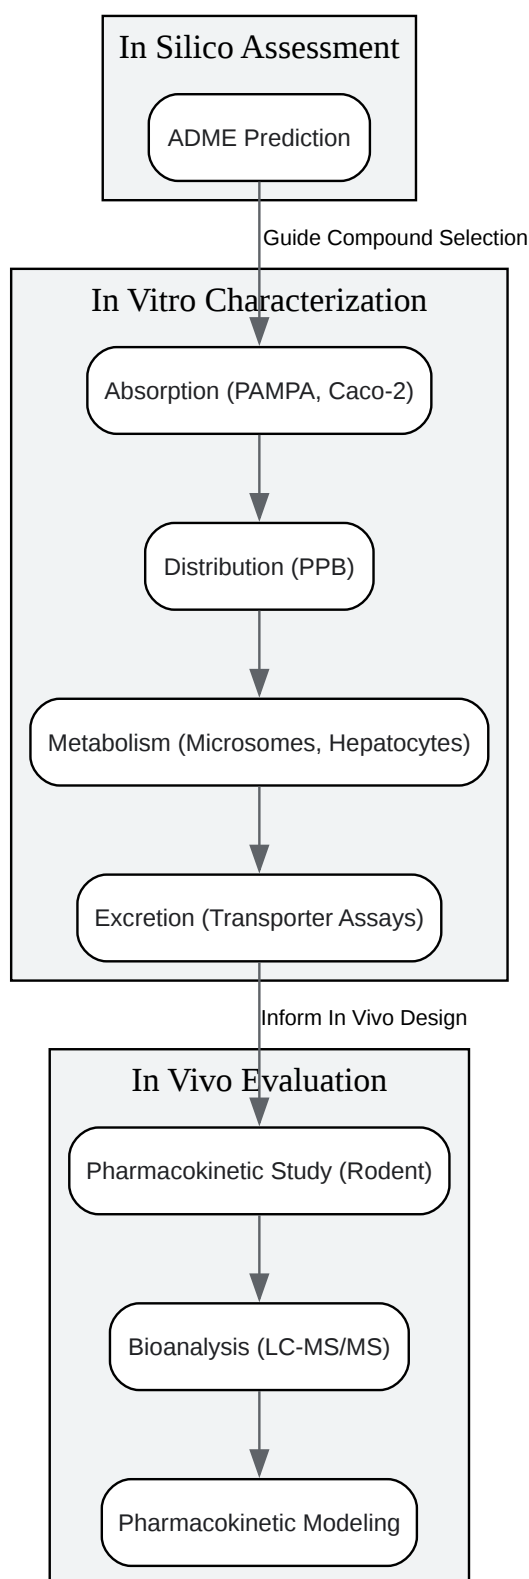 In Silico Assessment
ADME Prediction
Guide Compound Selection
In Vitro Characterization
Absorption (PAMPA, Caco-2)
Distribution (PPB)
Metabolism (Microsomes, Hepatocytes)
Excretion (Transporter Assays)
Inform In Vivo Design
In Vivo Evaluation
Pharmacokinetic Study (Rodent)
Bioanalysis (LC-MS/MS)
Pharmacokinetic Modeling